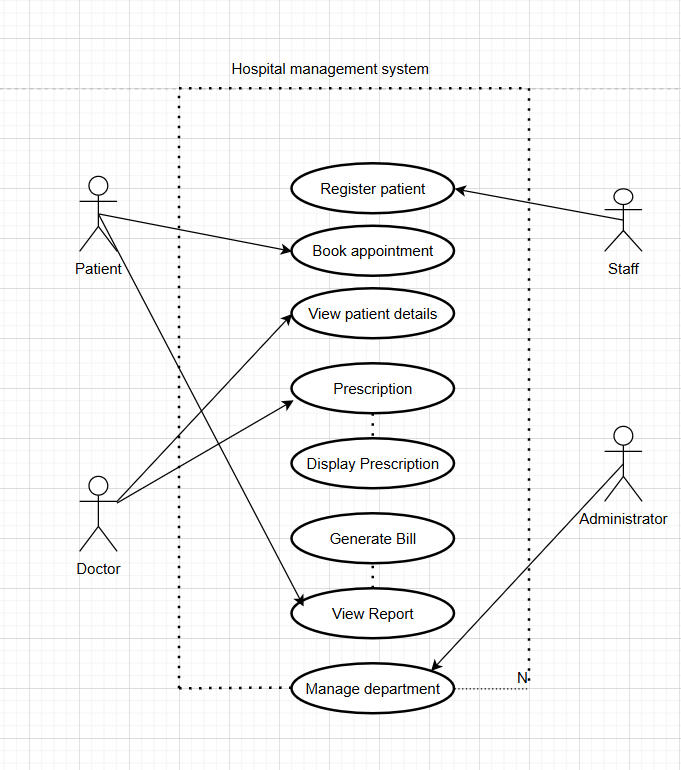 Hospital management system
Register patient
Book appointment
Patient
Staff
View patient details
Prescription
Display Prescription
Administrator
Generate Bill
Doctor
View Report
N
Manage department